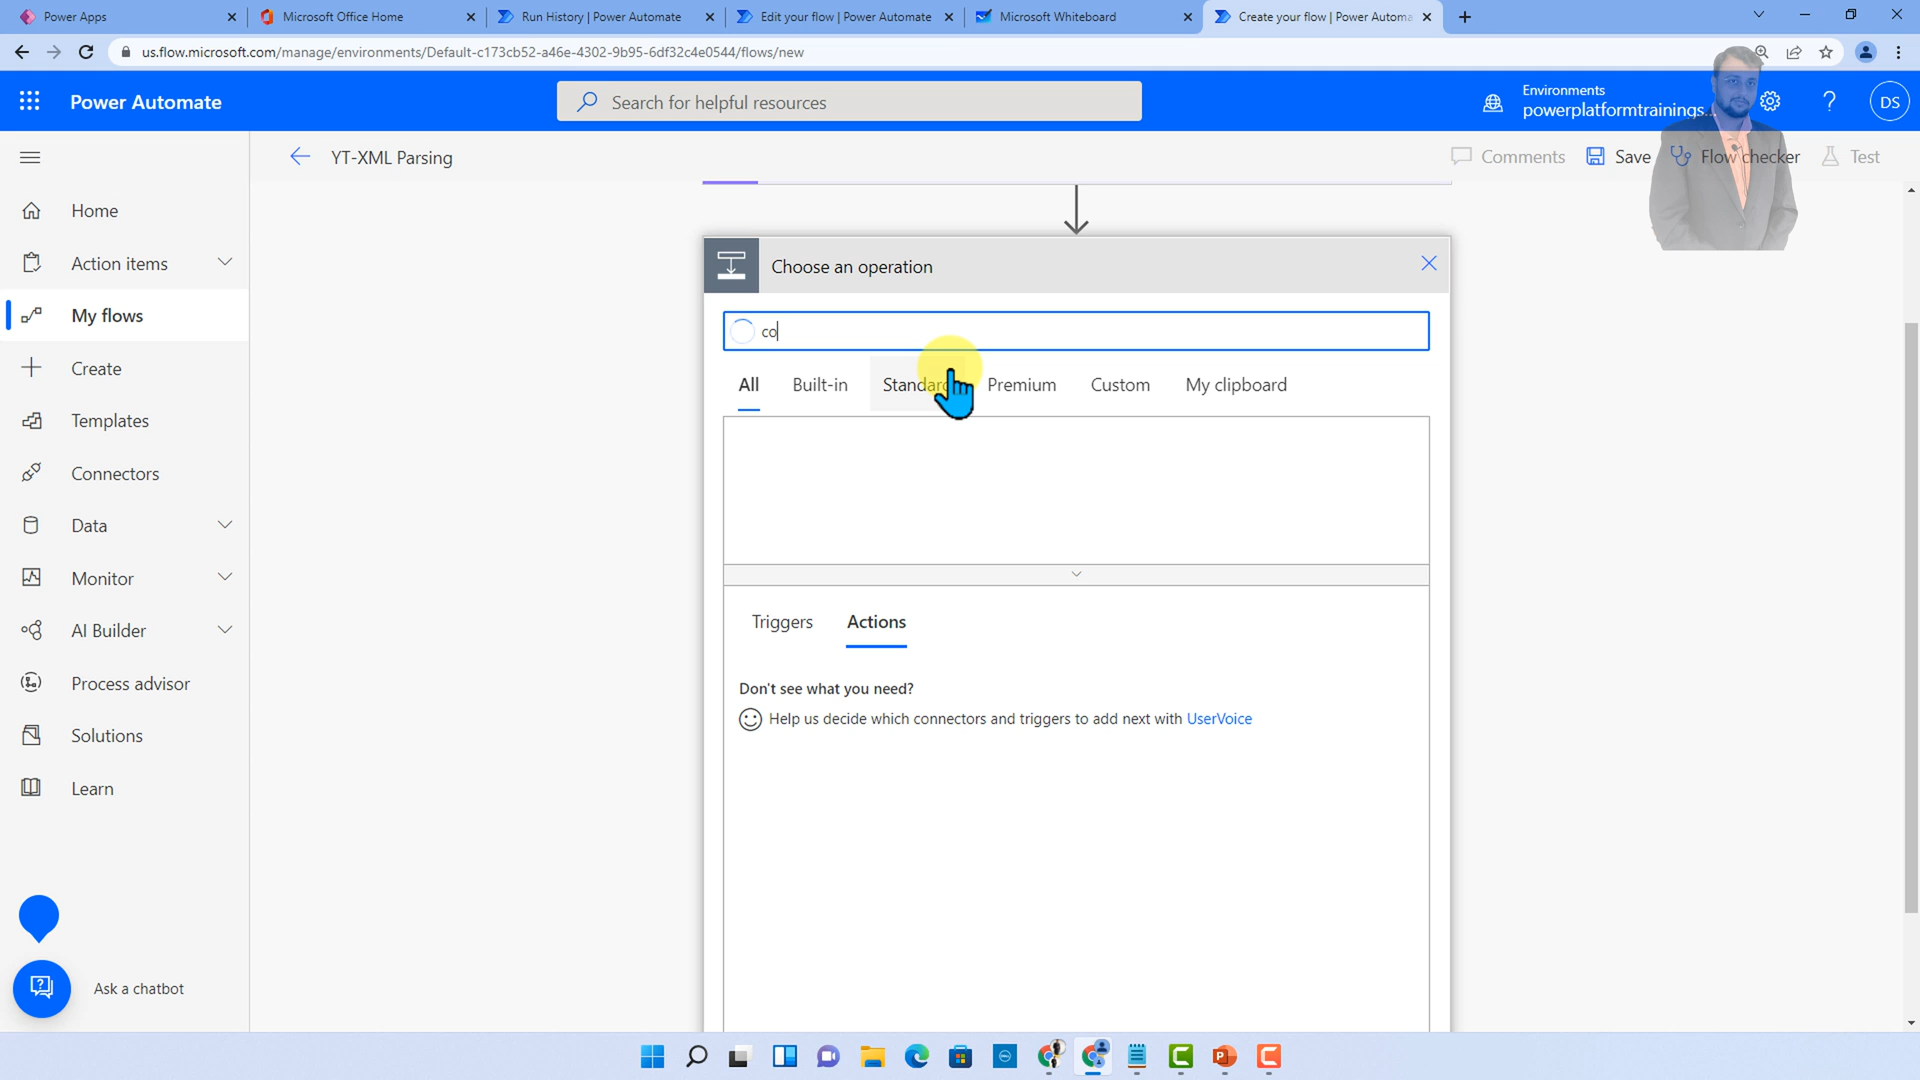 Power Apps
Microsoft Office Home
Run History | Power Automate
Edit your flow | Power Automate
Microsoft Whiteboard
Create your flow | Power Automa
us.flow.microsoft.com/manage/environments/Default-c173cb52-a46e-4302-9b95-6df32c4e0544/flows/new
Power Automate
Search for helpful resources
Environments
powerplatformtrainings...
DS
YT-XML Parsing
Comments
Save
Flow checker
Test
Home
Action items
My flows
Create
Templates
Connectors
Data
Monitor
AI Builder
Process advisor
Solutions
Learn
Ask a chatbot
Choose an operation
co
All
Built-in
Standard
Premium
Custom
My clipboard
Triggers
Actions
Don't see what you need?
Help us decide which connectors and triggers to add next with UserVoice